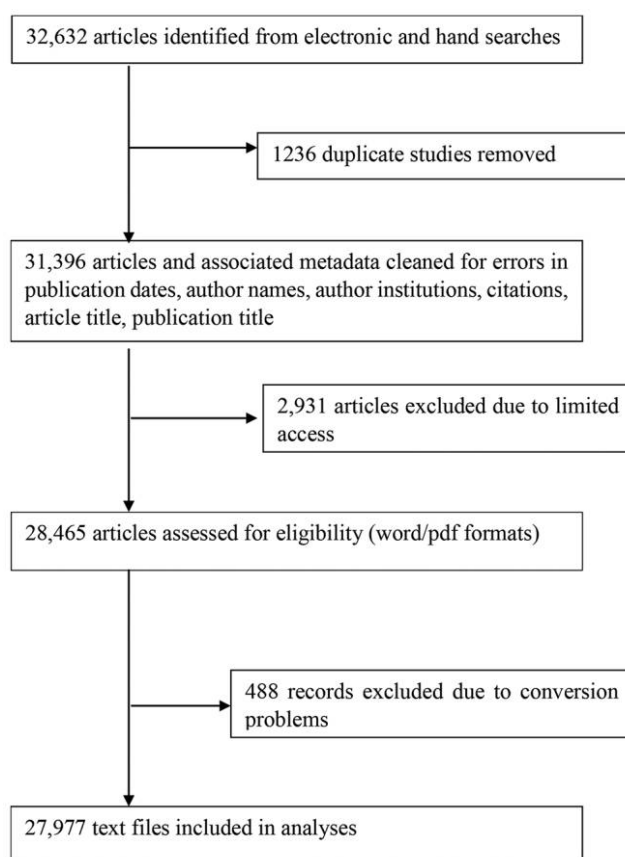 32,632 articles identified from electronic and hand searches
1236 duplicate studies removed
31,396 articles and associated metadata cleaned for errors in
publication dates, author names, author institutions, citations,
article title, publication title
2,931 articles excluded due to limited
access
28,465 articles assessed for eligibility (word/pdf formats)
488 records excluded due to conversion
problems
27,977 text files included in analyses